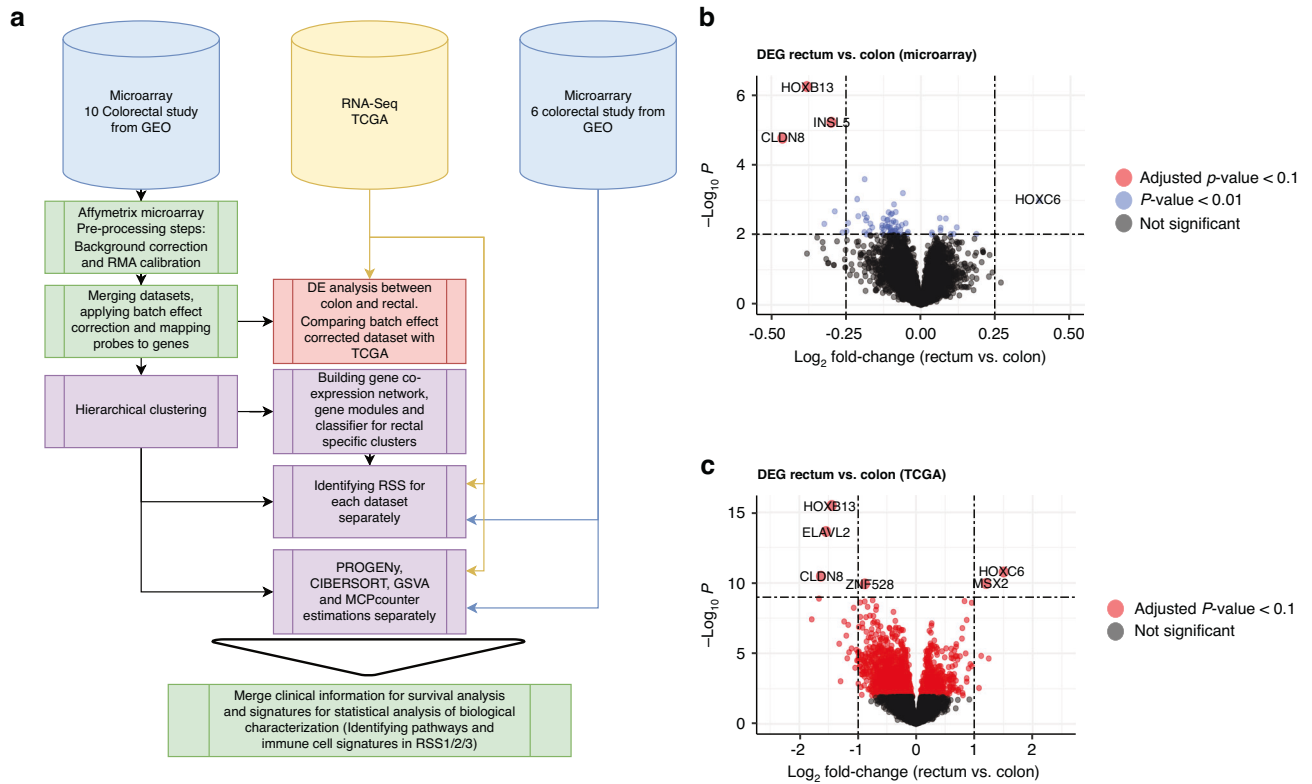 a
Microarray
10 Colorectal study
from GEO
RNA-Seq
TCGA
Microarrary
6 colorectal study from
GEO
Affymetrix microarray
Pre-processing steps:
Background correction
and RMA calibration
Merging datasets,
applying batch effect
correction and mapping
probes to genes
DE analysis between
colon and rectal.
Comparing batch effect
corrected dataset with
TCGA
Hierarchical clustering
Building gene co-
expression network,
gene modules and
classifier for rectal
specific clusters
Identifying RSS for
each dataset
separately
PROGENy,
CIBERSORT, GSVA
and MCPcounter
estimations separately
Merge clinical information for survival analysis
and signatures for statistical analysis of biological
characterization (Identifying pathways and
immune cell signatures in RSS1/2/3)
b
DEG rectum vs. colon (microarray)
–Log10 P
6
4
2
0
HOXB13
INSL5
CLDN8
HOXC6
-0.50 -0.25 0.00 0.25 0.50
Log2 fold-change (rectum vs. colon)
Adjusted p-value < 0.1
P-value < 0.01
Not significant
c
DEG rectum vs. colon (TCGA)
–Log10 P
15
10
5
0
HOXB13
ELAVL2
CLDN8
ZNF528
HOXC6
MSX2
-2 -1 0 1 2
Log2 fold-change (rectum vs. colon)
Adjusted P-value < 0.1
Not significant